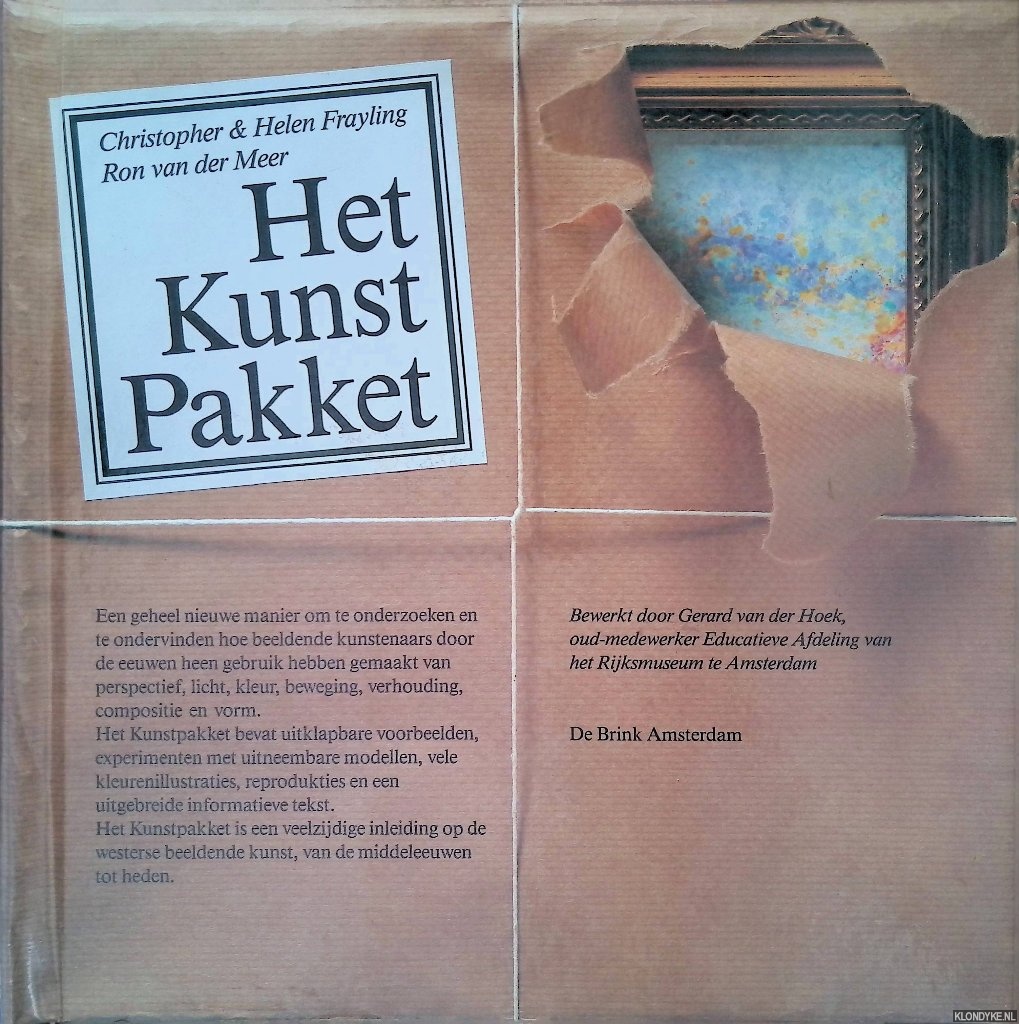 Christopher & Helen Frayling
Ron van der Meer
Het
Kunst
Pakket
Een geheel nieuwe manier om te onderzoeken en
te ondervinden hoe beeldende kunstenaars door
de eeuwen heen gebruik hebben gemaakt van
perspectief, licht, kleur, beweging, verhouding,
compositie en vorm.
Het Kunstpakket bevat uitklapbare voorbeelden,
experimenten met uitneembare modellen, vele
kleurenillustraties, reprodukties en een
uitgebreide informatieve tekst.
Het Kunstpakket is een veelzijdige inleiding op de
westerse beeldende kunst, van de middeleeuwen
tot heden.
Bewerkt door Gerard van der Hoek,
oud-medewerker Educatieve Afdeling van
het Rijksmuseum te Amsterdam
De Brink Amsterdam
KLONDYKE.NL